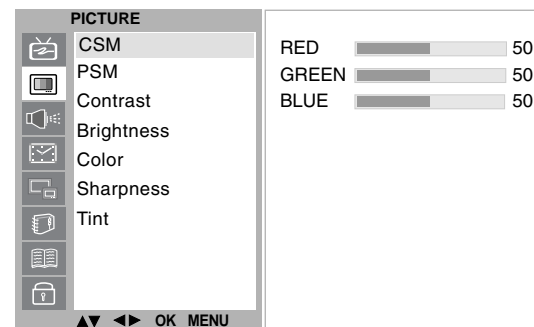 PICTURE
CSM
PSM
Contrast
Brightness
Color
Sharpness
Tint
▲▼ ◀▶ OK MENU
RED 50
GREEN 50
BLUE 50